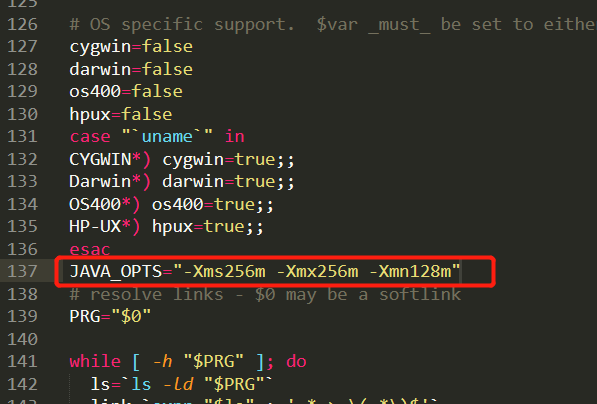 125
126 # OS specific support.  $var _must_ be set to eithe
127 cygwin=false
128 darwin=false
129 os400=false
130 hpux=false
131 case "`uname`" in
132 CYGWIN*) cygwin=true;;
133 Darwin*) darwin=true;;
134 OS400*) os400=true;;
135 HP-UX*) hpux=true;;
136 esac
137 JAVA_OPTS="-Xms256m -Xmx256m -Xmn128m"
138 # resolve links - $0 may be a softlink
139 PRG="$0"
140
141 while [ -h "$PRG" ]; do
142   ls=`ls -ld "$PRG"`